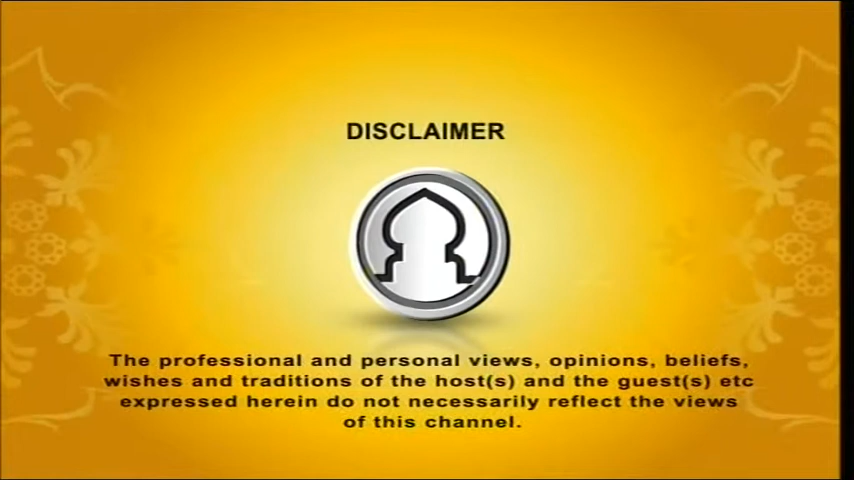 DISCLAIMER
The professional and personal views, opinions, beliefs,
wishes and traditions of the host(s) and the guest(s) etc
expressed herein do not necessarily reflect the views
of this channel.